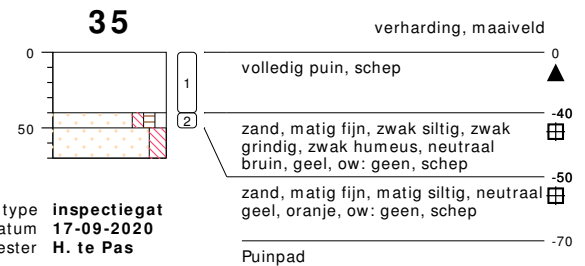 35
verharding, maaiveld
0
0
1
volledig puin, schep
-40
2
50
zand, matig fijn, zwak siltig, zwak
grindig, zwak humeus, neutraal
bruin, geel, ow: geen, schep
-50
zand, matig fijn, matig siltig, neutraal
geel, oranje, ow: geen, schep
type inspectiegat
atum 17-09-2020
ester H. te Pas
-70
Puinpad